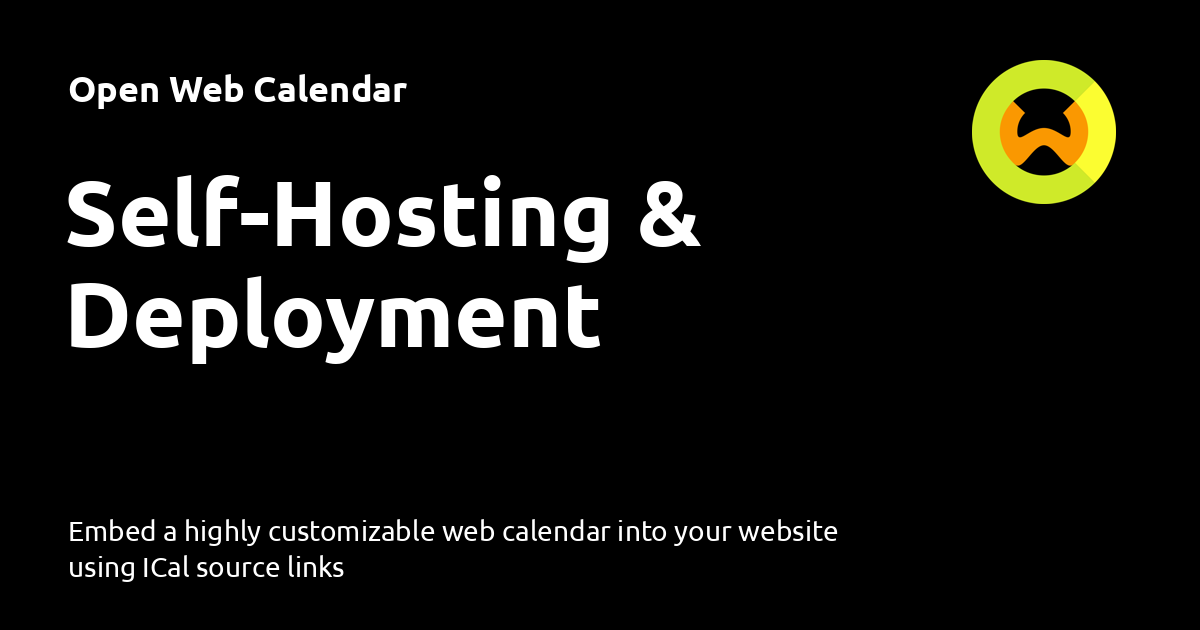 Open Web Calendar
Self-Hosting &
Deployment
Embed a highly customizable web calendar into your website
using ICal source links